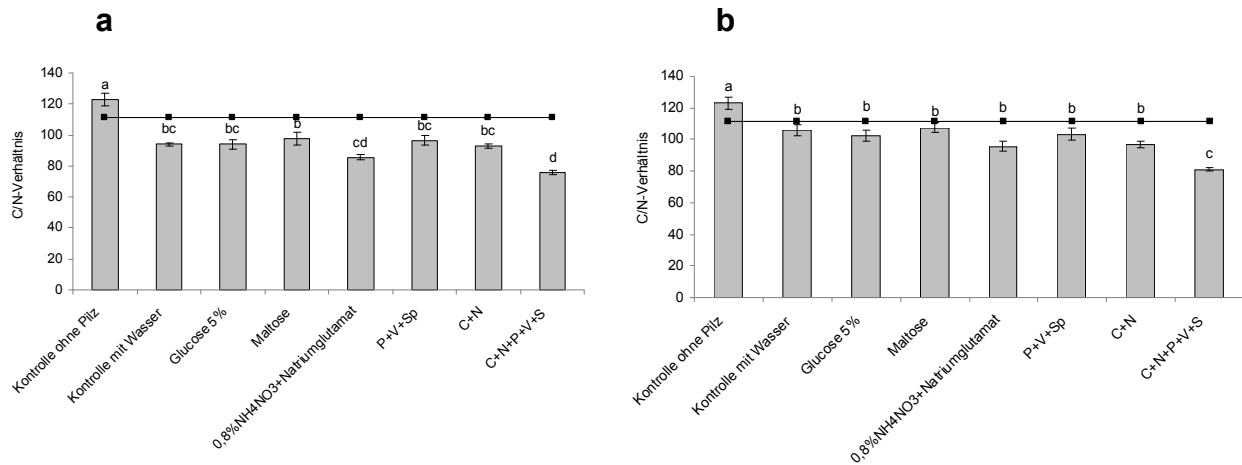 a
140
120
100
80
60
40
20
0
C/N-Verhältnis
a
bc
bc
b
cd
bc
bc
d
Kontrolle ohne Pilz
Kontrolle mit Wasser
Glucose 5%
Maltose
0,8%NH4NO3+Natriumglutamat
P+V+Sp
C+N
C+N+P+V+S
b
140
120
100
80
60
40
20
0
C/N-Verhältnis
a
b
b
b
b
b
b
c
Kontrolle ohne Pilz
Kontrolle mit Wasser
Glucose 5%
Maltose
0,8%NH4NO3+Natriumglutamat
P+V+Sp
C+N
C+N+P+V+S